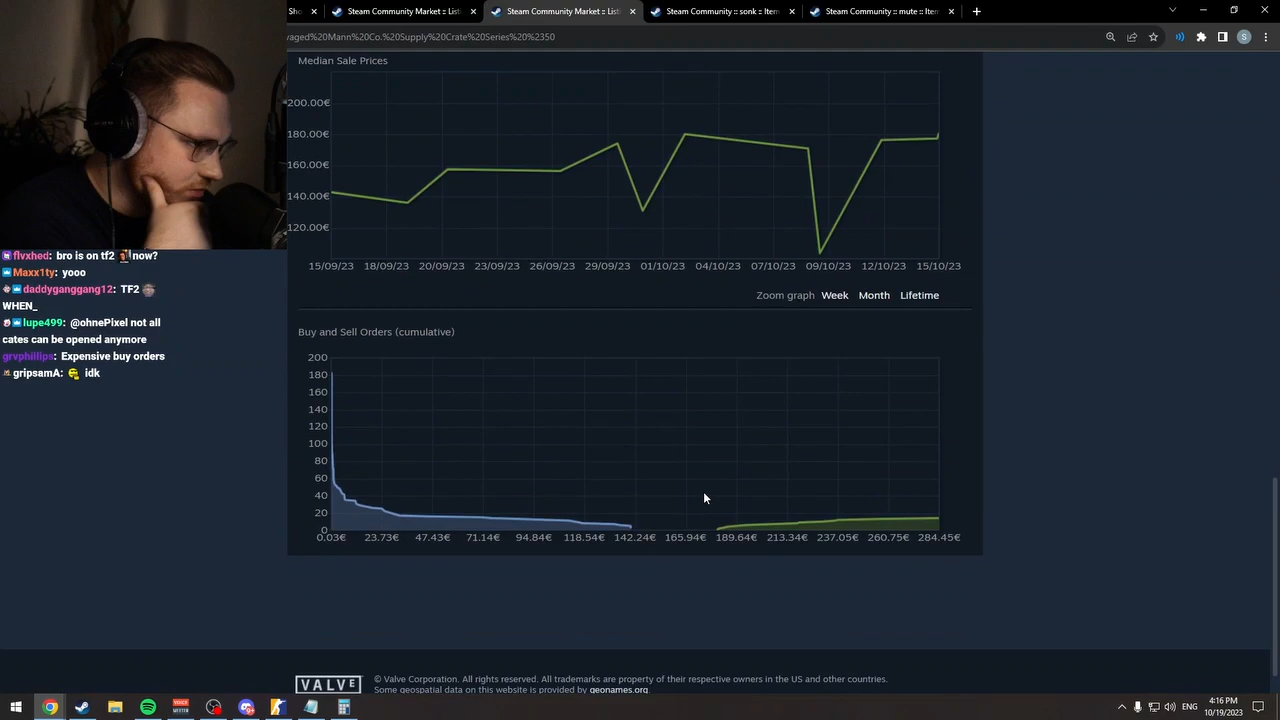 Sho
Steam Community Market :: Listi
Steam Community Market :: Listi
Steam Community :: sonk :: Item
Steam Community :: mute :: Item
vaged%20Mann%20Co.%20Supply%20Crate%20Series%20%2350
Median Sale Prices
200.00€
180.00€
160.00€
140.00€
120.00€
15/09/23 18/09/23 20/09/23 23/09/23 26/09/23 29/09/23 01/10/23 04/10/23 07/10/23 09/10/23 12/10/23 15/10/23
Zoom graph Week Month Lifetime
Buy and Sell Orders (cumulative)
200
180
160
140
120
100
80
60
40
20
0
0.03€ 23.73€ 47.43€ 71.14€ 94.84€ 118.54€ 142.24€ 165.94€ 189.64€ 213.34€ 237.05€ 260.75€ 284.45€
flvxhed: bro is on tf2 now?
Maxx1ty: yooo
daddyganggang12: TF2
WHEN_
lupe499: @ohnePixel not all
cates can be opened anymore
grvphillips: Expensive buy orders
gripsamA: idk
VALVE
© Valve Corporation. All rights reserved. All trademarks are property of their respective owners in the US and other countries.
Some geospatial data on this website is provided by geonames.org.
VOICE
MEETER
ENG
4:16 PM
10/19/2023
S